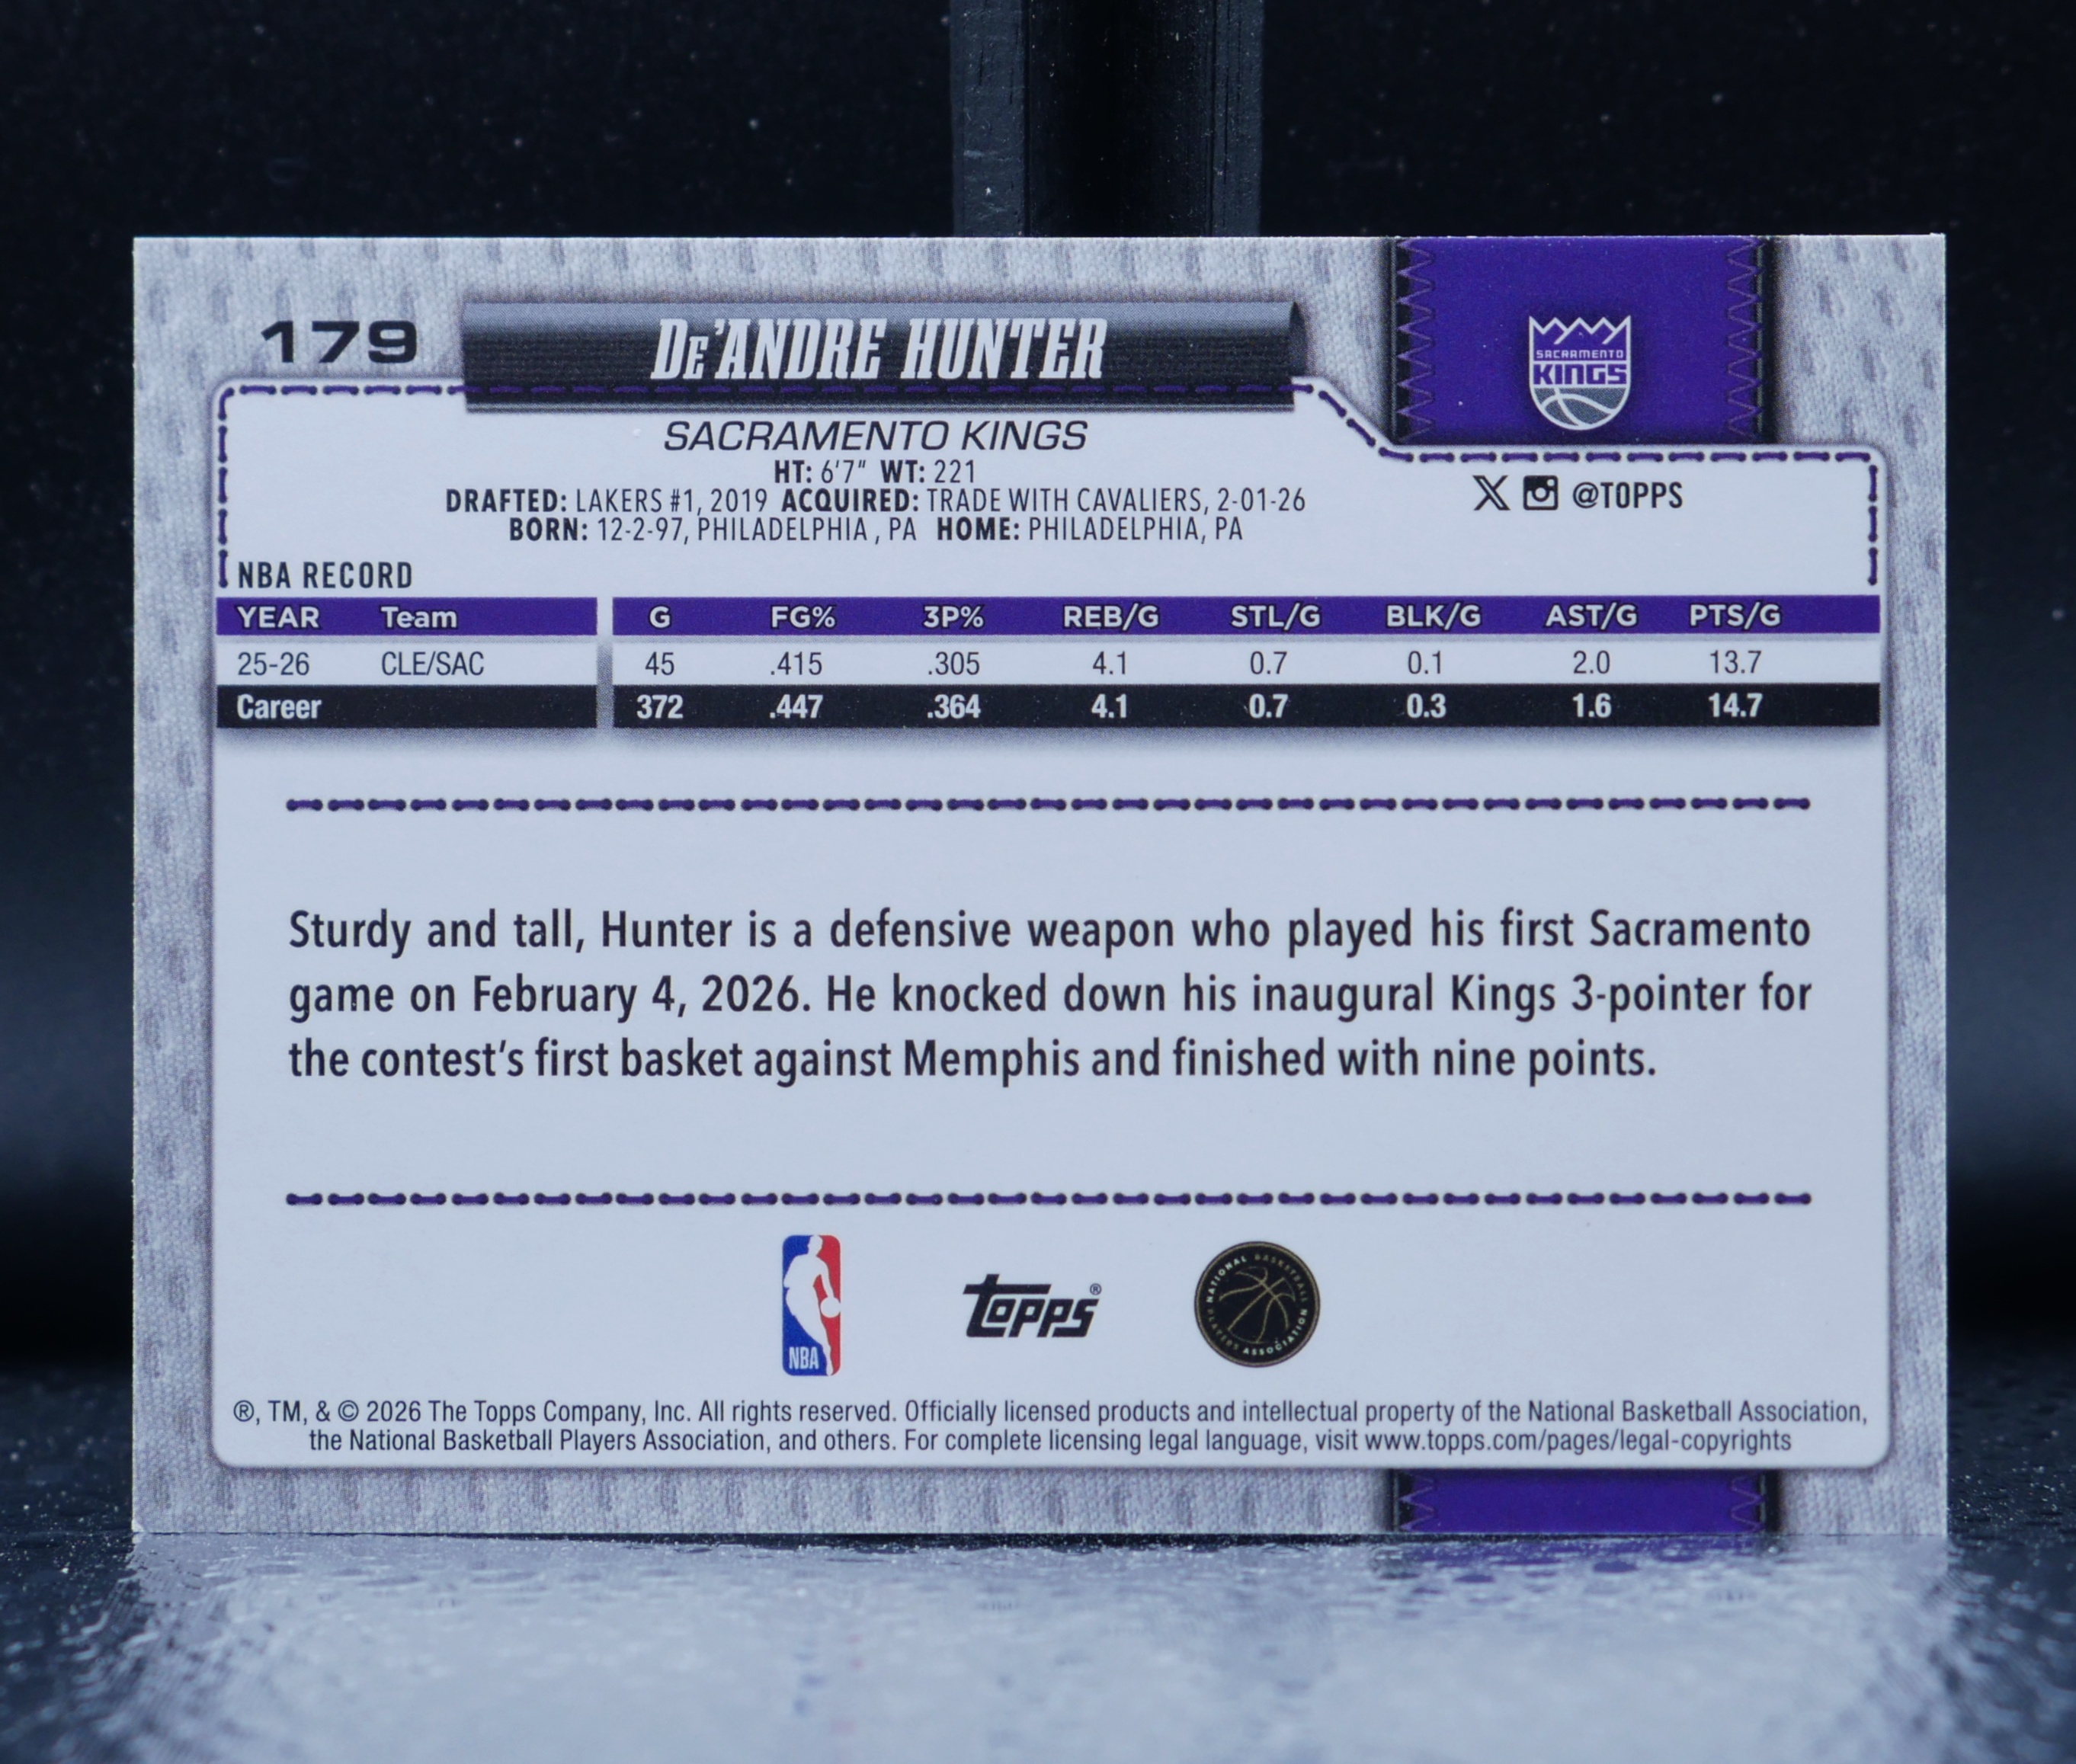 179
DE'ANDRE HUNTER
SACRAMENTO
KINGS
SACRAMENTO KINGS
HT: 6'7" WT: 221
DRAFTED: LAKERS #1, 2019 ACQUIRED: TRADE WITH CAVALIERS, 2-01-26
BORN: 12-2-97, PHILADELPHIA , PA HOME: PHILADELPHIA, PA
X @TOPPS
NBA RECORD
YEAR Team G FG% 3P% REB/G STL/G BLK/G AST/G PTS/G
25-26 CLE/SAC 45 .415 .305 4.1 0.7 0.1 2.0 13.7
Career 372 .447 .364 4.1 0.7 0.3 1.6 14.7
Sturdy and tall, Hunter is a defensive weapon who played his first Sacramento
game on February 4, 2026. He knocked down his inaugural Kings 3-pointer for
the contest's first basket against Memphis and finished with nine points.
NBA
Topps®
NATIONAL BASKETBALL
PLAYERS ASSOCIATION
®, TM, & © 2026 The Topps Company, Inc. All rights reserved. Officially licensed products and intellectual property of the National Basketball Association,
the National Basketball Players Association, and others. For complete licensing legal language, visit www.topps.com/pages/legal-copyrights